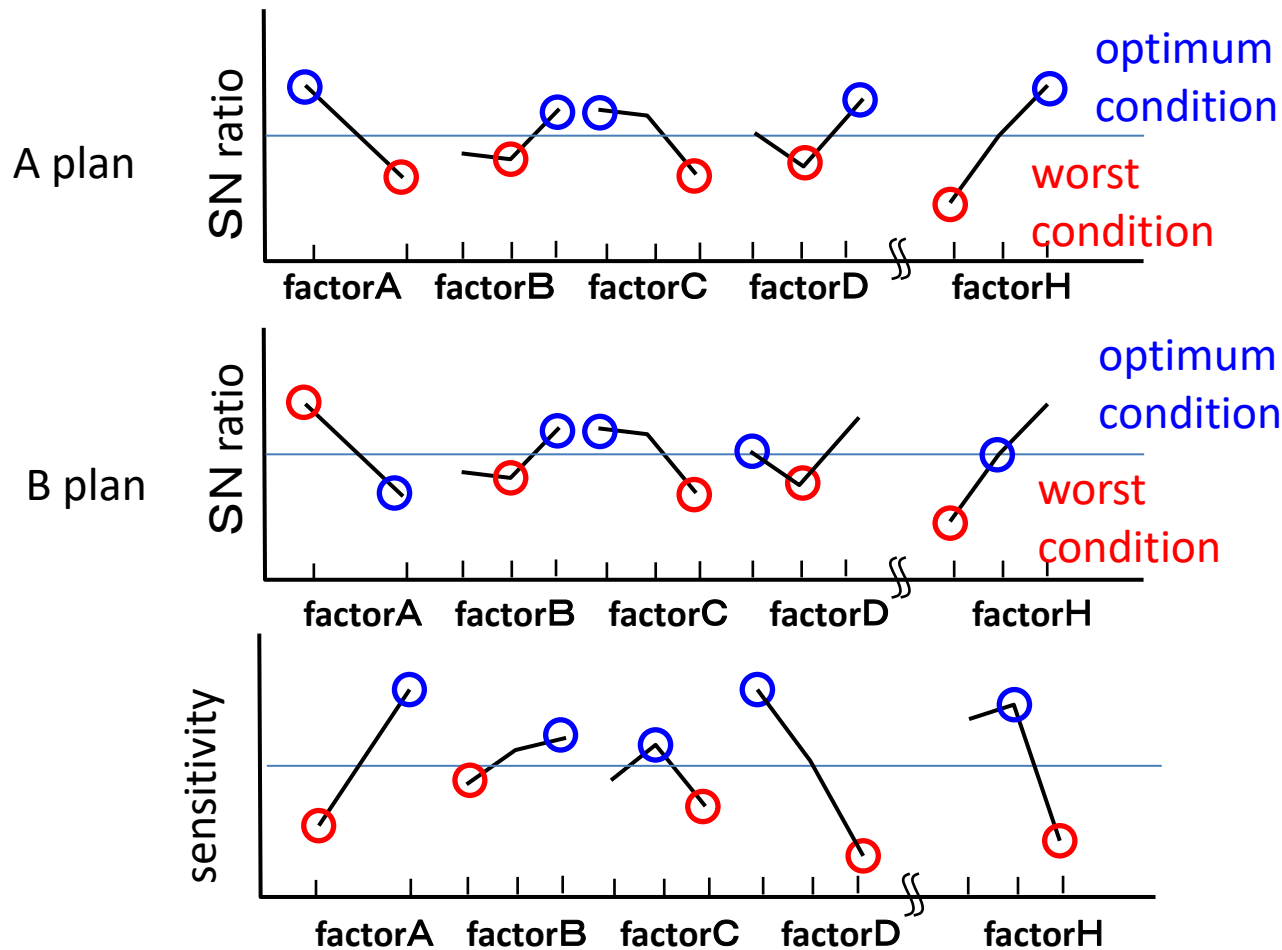 A plan
SN ratio
optimum
condition
worst
condition
factorA
factorB
factorC
factorD
factorH
B plan
SN ratio
optimum
condition
worst
condition
factorA
factorB
factorC
factorD
factorH
sensitivity
factorA
factorB
factorC
factorD
factorH